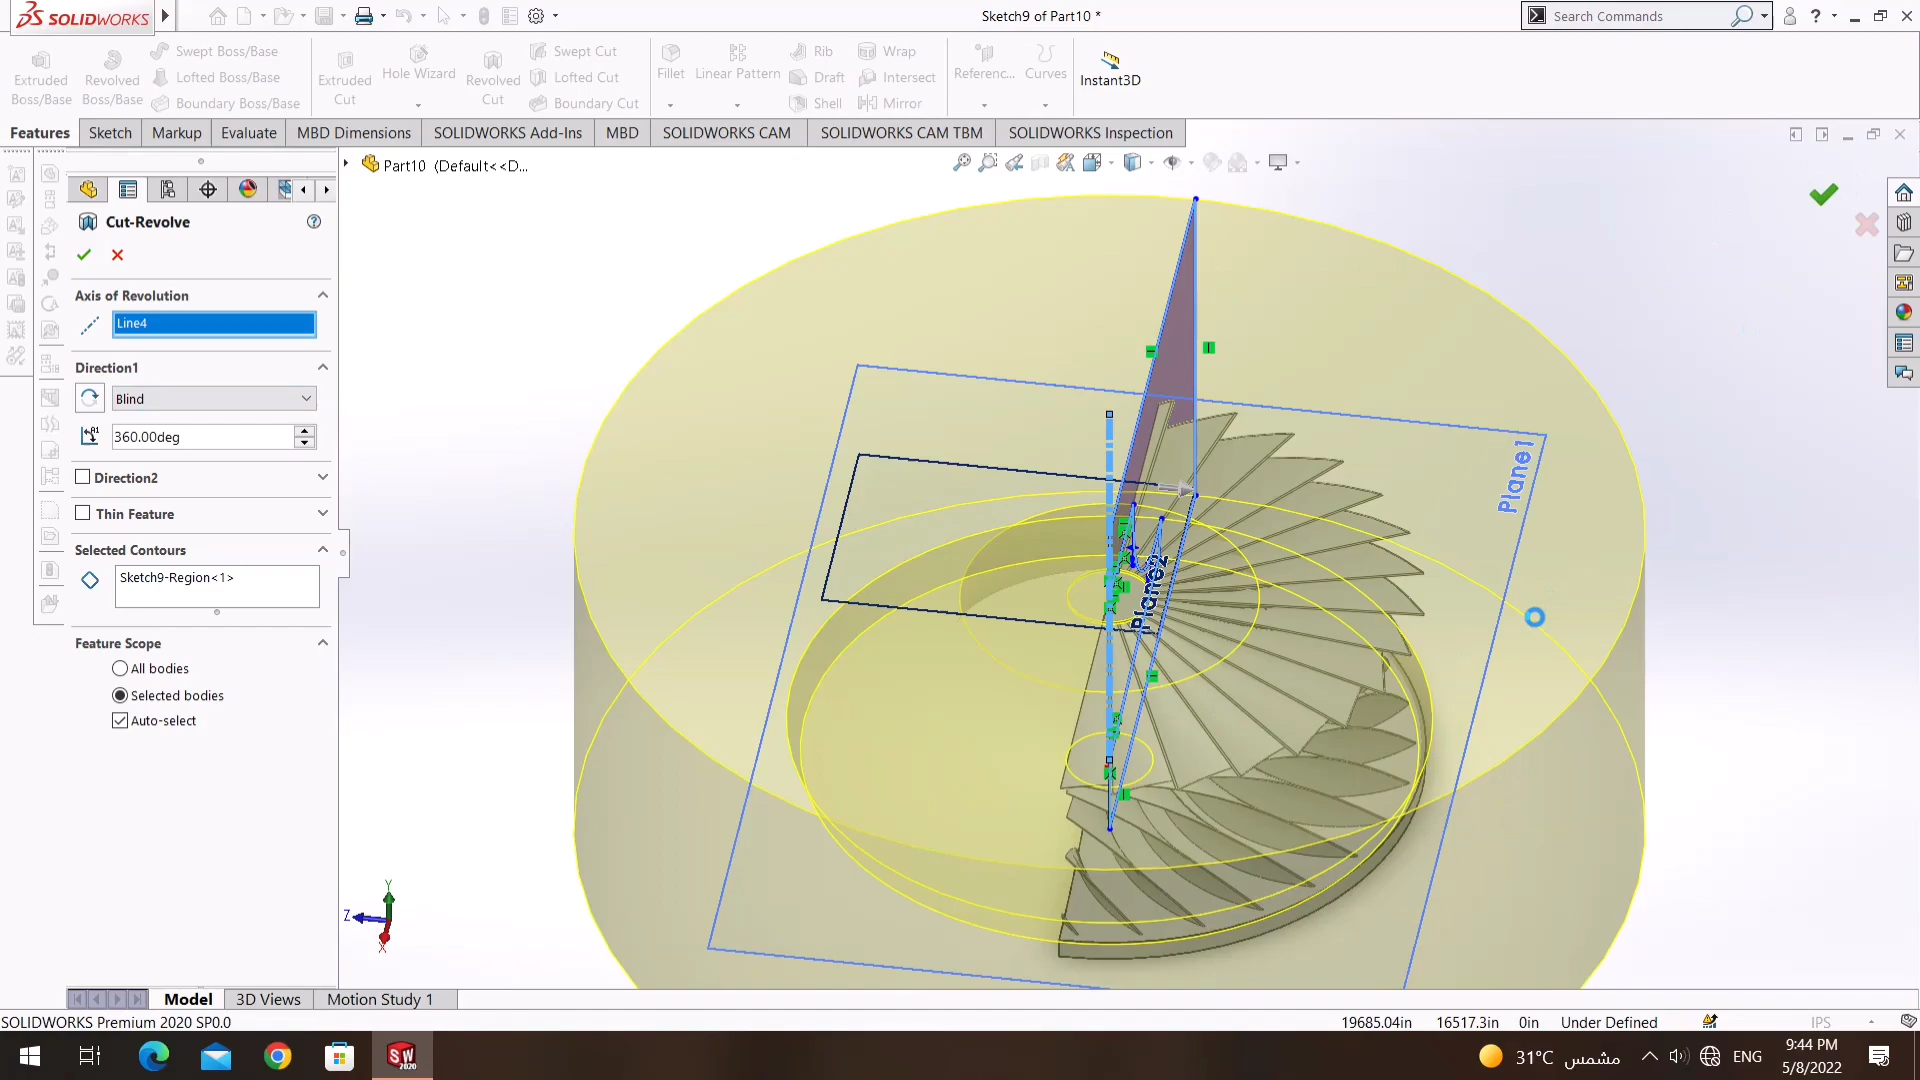 SOLIDWORKS
Sketch9 of Part10 *
Search Commands
Extruded Boss/Base
Revolved Boss/Base
Swept Boss/Base
Lofted Boss/Base
Boundary Boss/Base
Extruded Cut
Hole Wizard
Revolved Cut
Swept Cut
Lofted Cut
Boundary Cut
Fillet
Linear Pattern
Rib
Draft
Shell
Wrap
Intersect
Mirror
Referenc...
Curves
Instant3D
Features
Sketch
Markup
Evaluate
MBD Dimensions
SOLIDWORKS Add-Ins
MBD
SOLIDWORKS CAM
SOLIDWORKS CAM TBM
SOLIDWORKS Inspection
Part10 (Default<<D...
Cut-Revolve
Axis of Revolution
Line4
Direction1
Blind
360.00deg
Direction2
Thin Feature
Selected Contours
Sketch9-Region<1>
Feature Scope
All bodies
Selected bodies
Auto-select
Plane1
Plane2
Y
Z
X
Model
3D Views
Motion Study 1
SOLIDWORKS Premium 2020 SP0.0
19685.04in
16517.3in
0in
Under Defined
IPS
SW
2020
31°C
مشمس
ENG
9:44 PM
5/8/2022